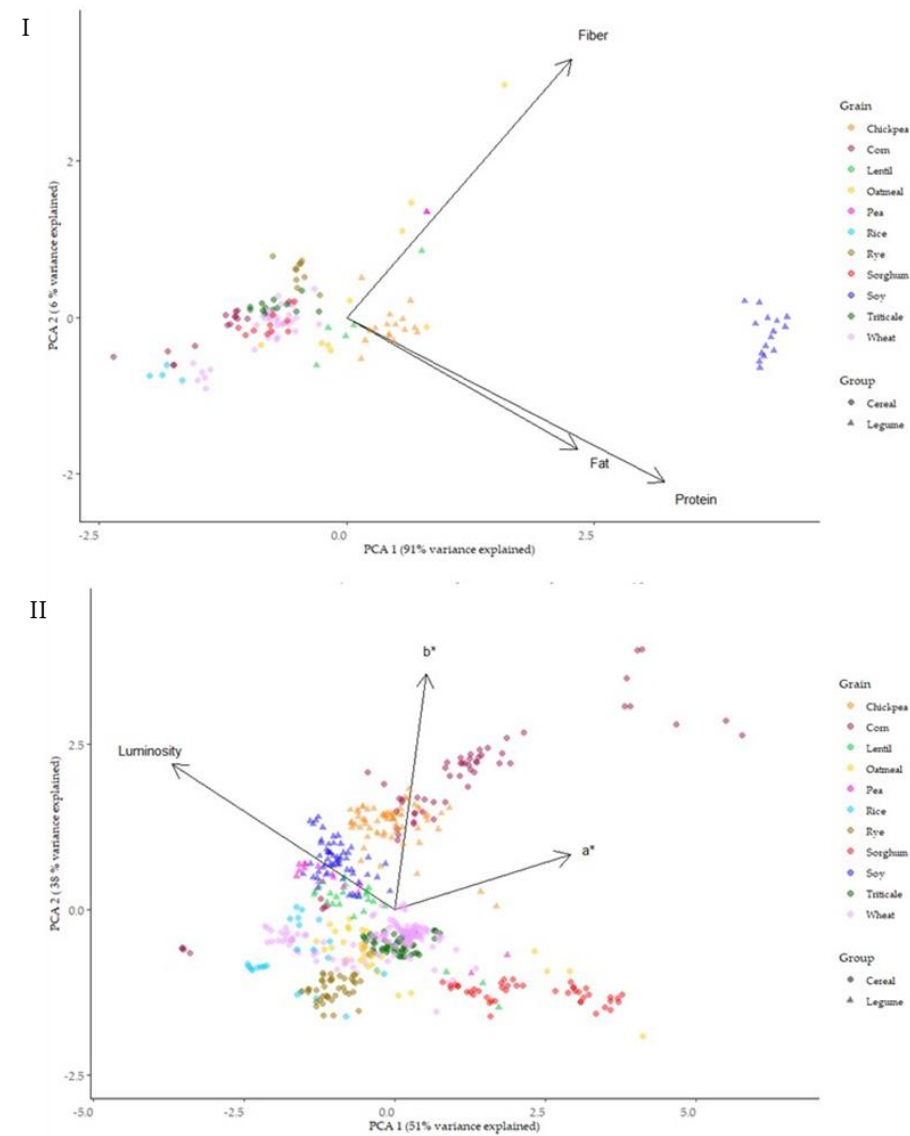 I
Fiber
Fat
Protein
2
0
-2
-2.5
0.0
2.5
PCA 2 ( 6 % variance explained)
PCA 1 (91% variance explained)
Grain
Chickpea
Corn
Lentil
Oatmeal
Pea
Rice
Rye
Sorghum
Soy
Triticale
Wheat
Group
Cereal
Legume
II
b*
Luminosity
a*
2.5
0.0
-2.5
-5.0
-2.5
0.0
2.5
5.0
PCA 2 ( 38 % variance explained)
PCA 1 (51% variance explained)
Grain
Chickpea
Corn
Lentil
Oatmeal
Pea
Rice
Rye
Sorghum
Soy
Triticale
Wheat
Group
Cereal
Legume